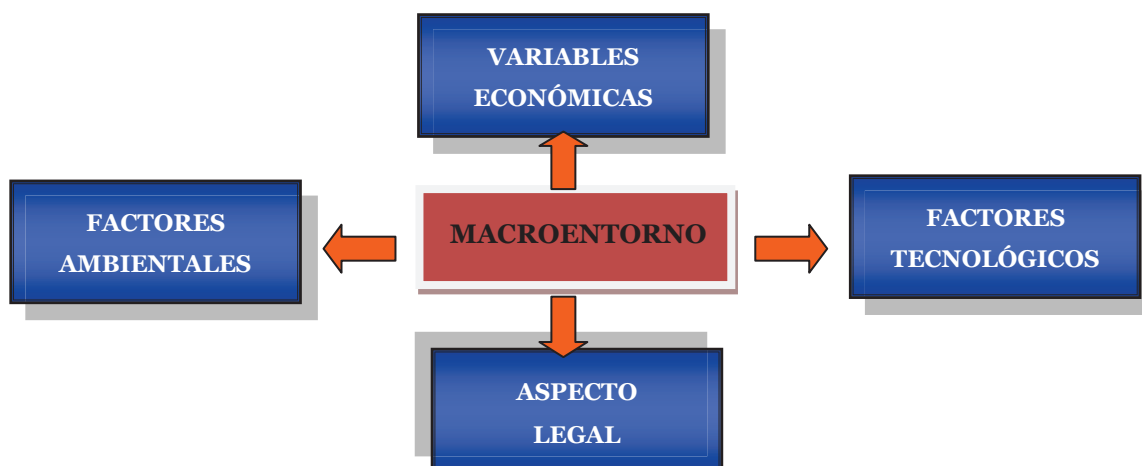 VARIABLES
ECONÓMICAS
FACTORES
AMBIENTALES
MACROENTORNO
FACTORES
TECNOLÓGICOS
ASPECTO
LEGAL